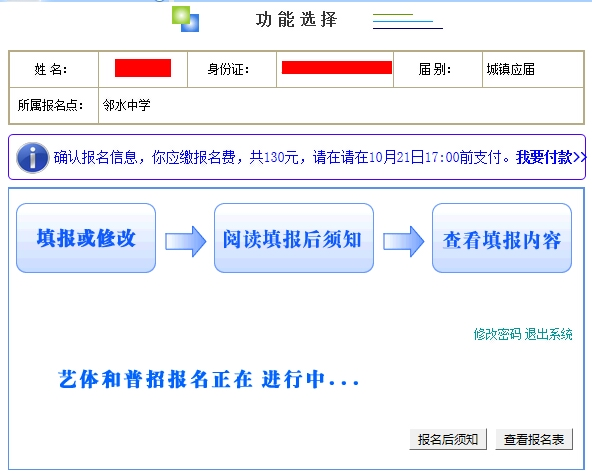 功能选择
姓 名： 身份证： 届 别： 城镇应届
所属报名点： 邻水中学
确认报名信息，你应缴报名费，共130元，请在请在10月21日17:00前支付。我要付款>>
填报或修改 阅读填报后须知 查看填报内容
修改密码 退出系统
艺体和普招报名正在 进行中...
报名后须知 查看报名表